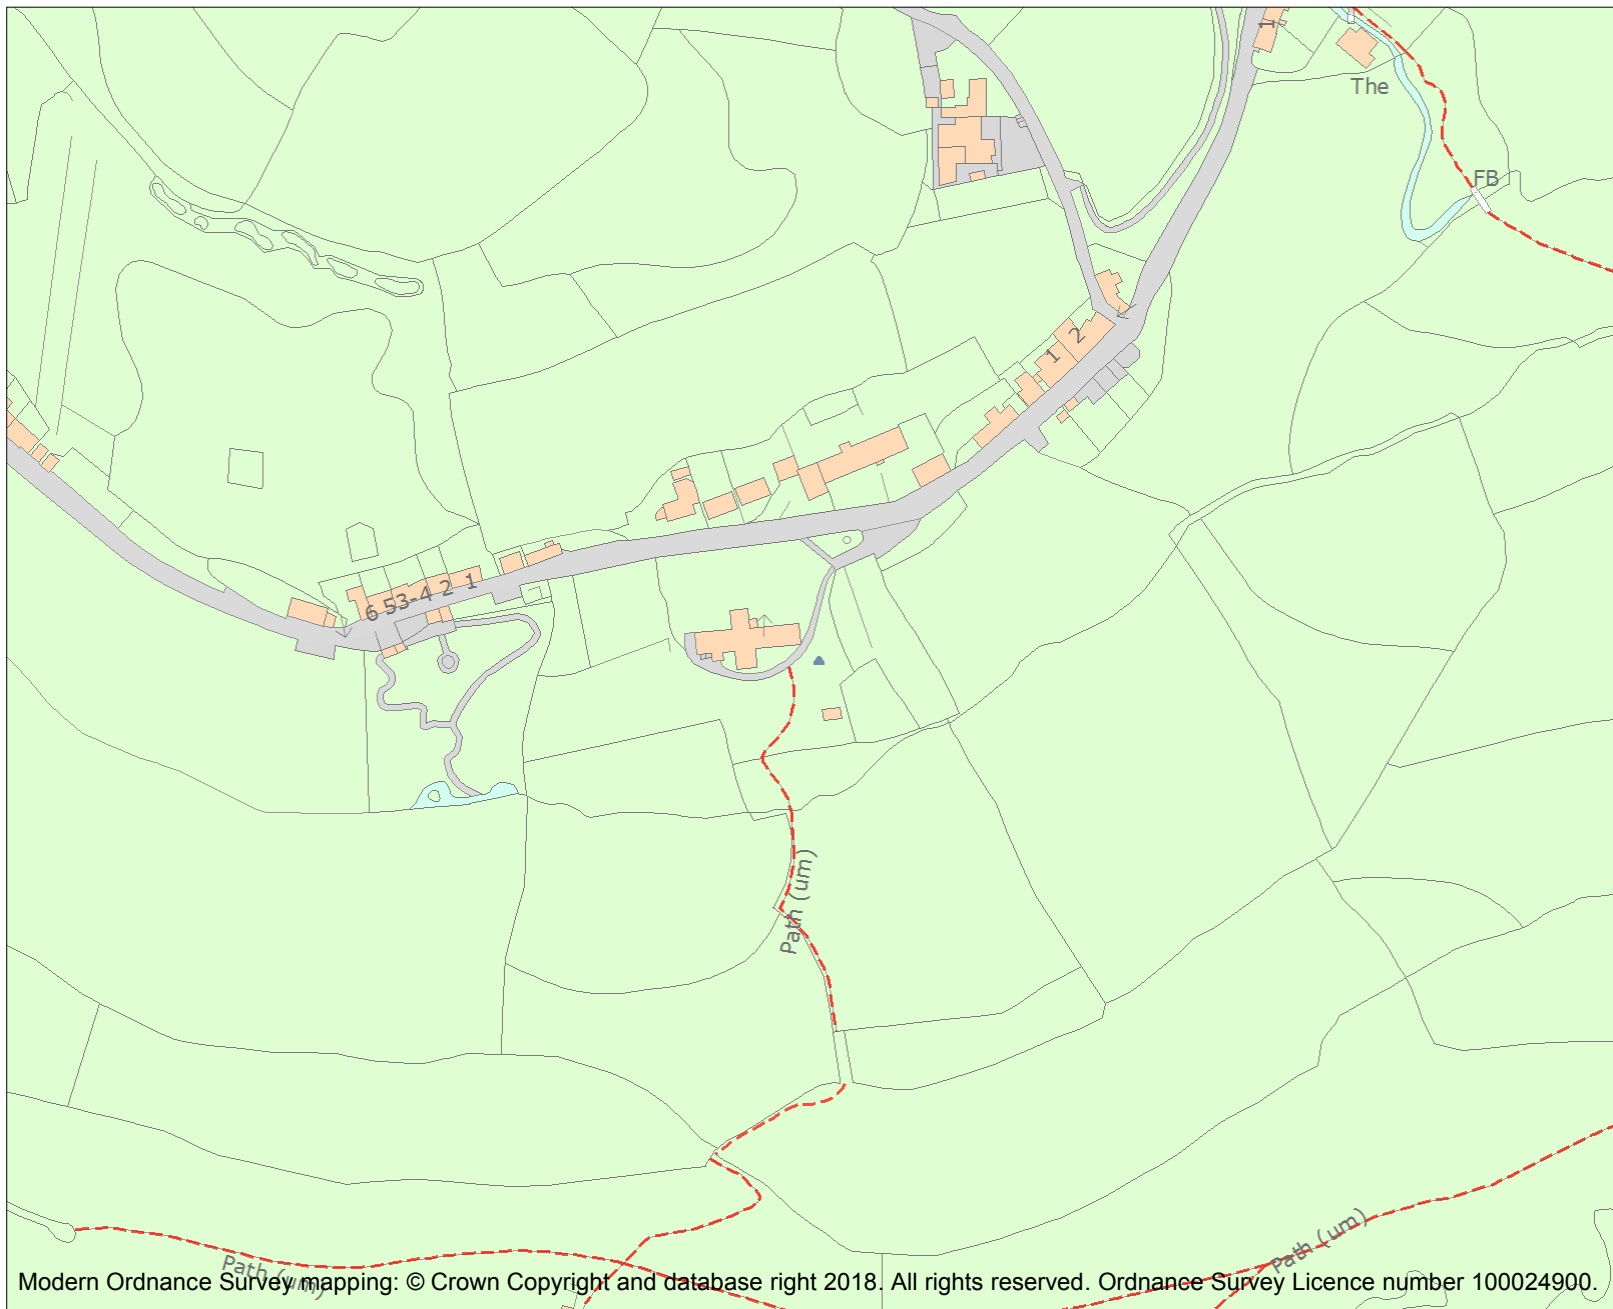 1
The
FB
2
1
6 5 3-4 2 1
Path (um)
Path (um)
Path (um)
Modern Ordnance Survey mapping: © Crown Copyright and database right 2018. All rights reserved. Ordnance Survey Licence number 100024900.